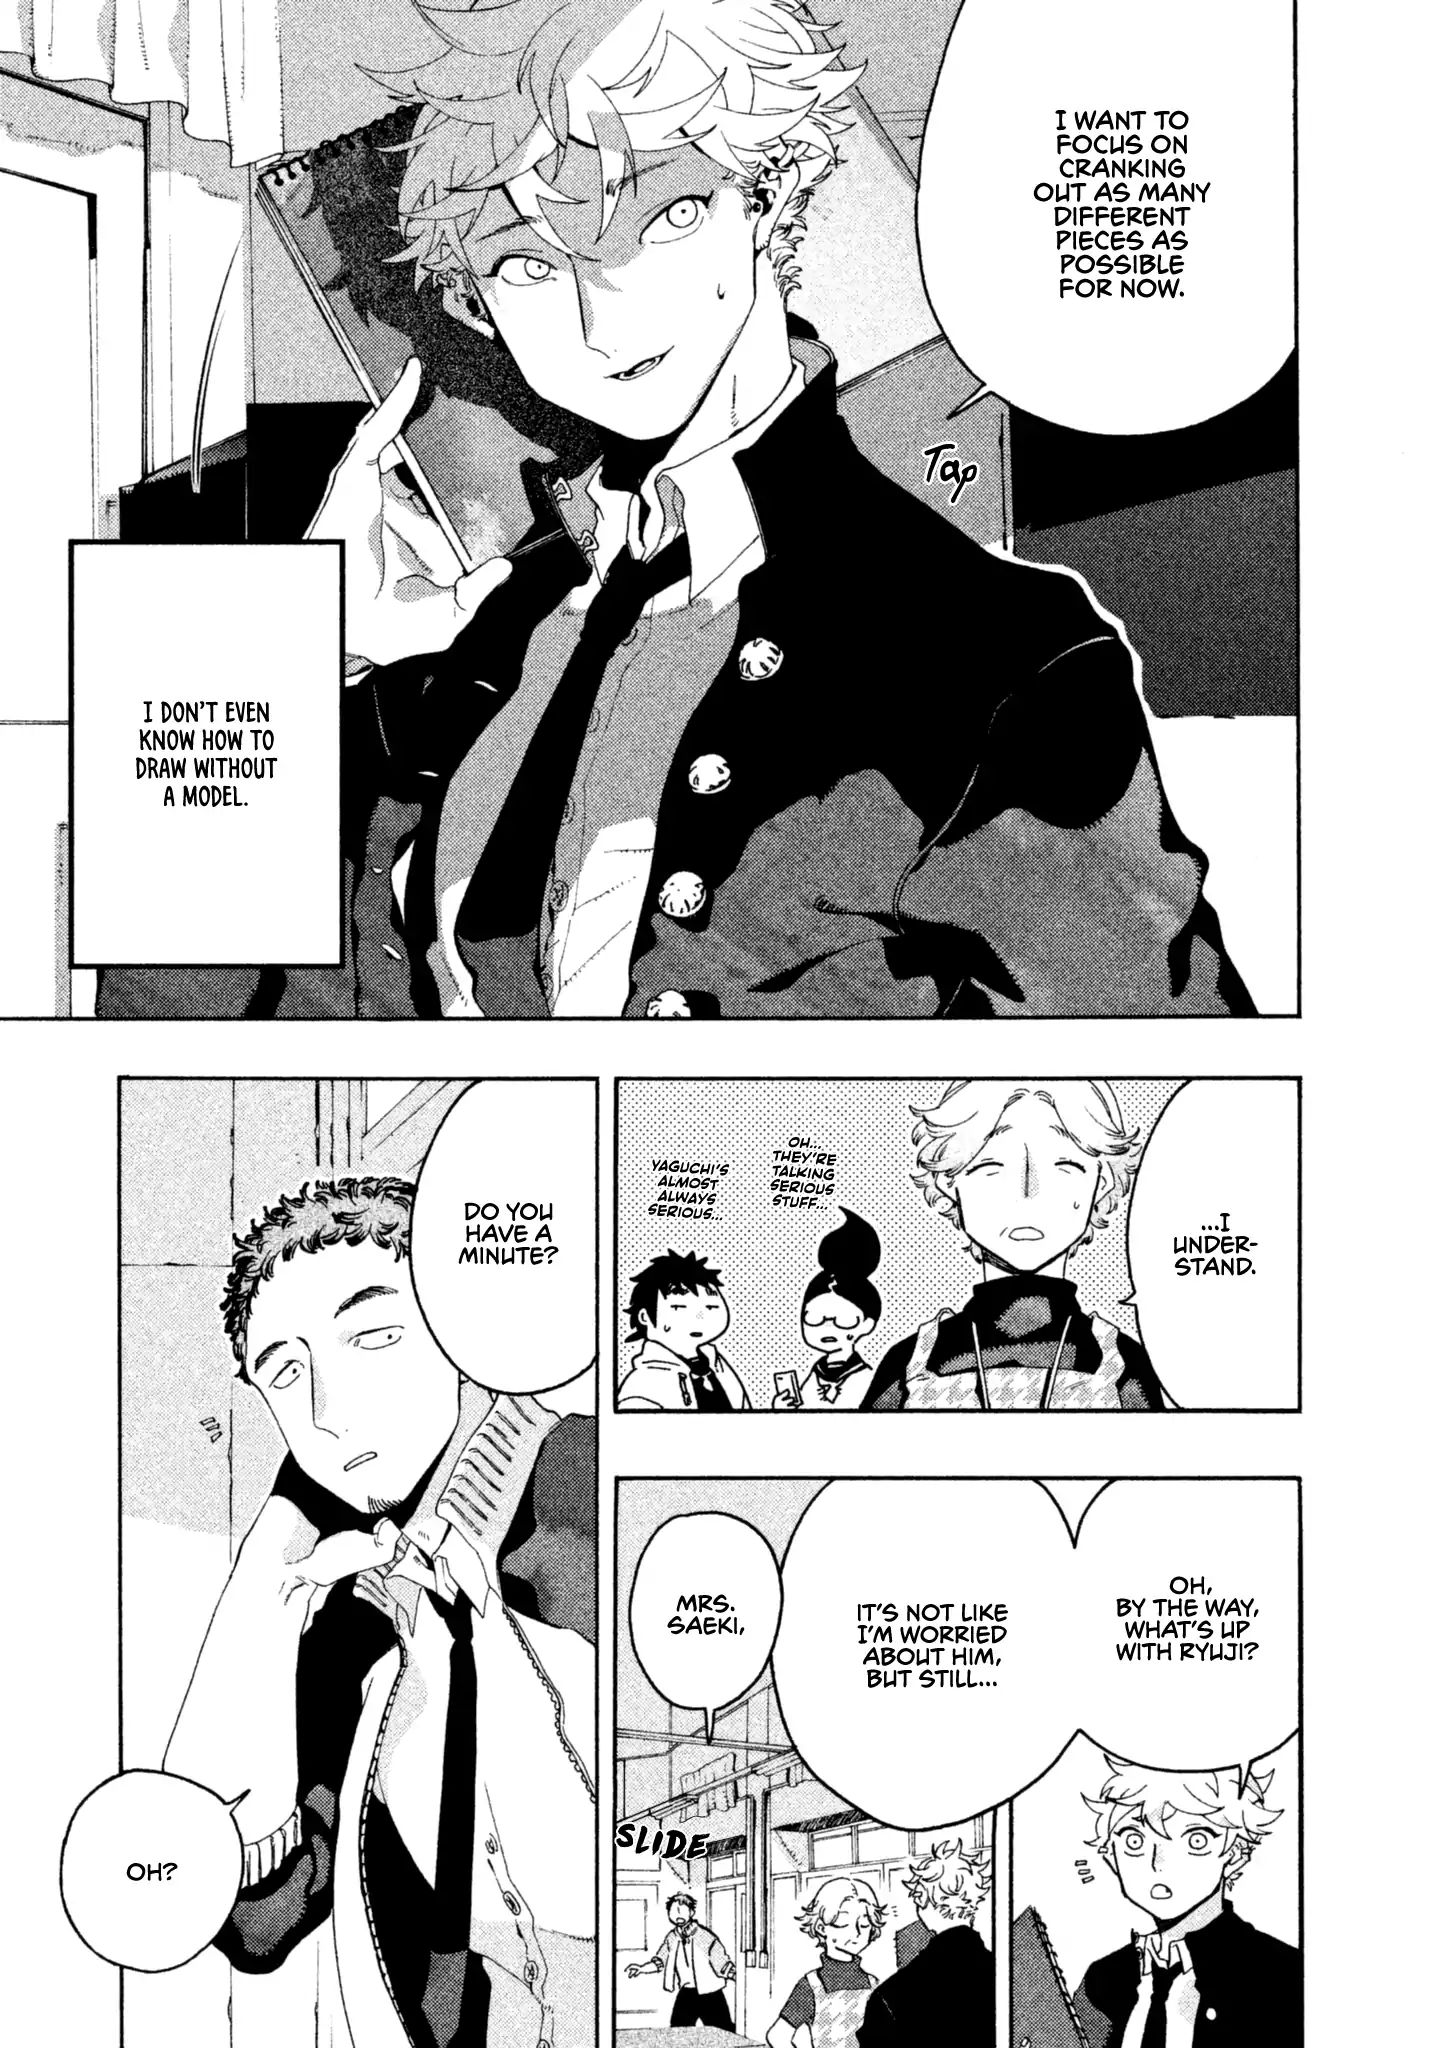 I WANT TO
FOCUS ON
CRANKING
OUT AS MANY
DIFFERENT
PIECES AS
POSSIBLE
FOR NOW.
Tap
I DON'T EVEN
KNOW HOW TO
DRAW WITHOUT
A MODEL.
...I
UNDER-
STAND.
OH...
THEY'RE
TALKING
SERIOUS
STUFF...
YAGUCHI'S
ALMOST
ALWAYS
SERIOUS...
OH,
BY THE WAY,
WHAT'S UP
WITH RYUJI?
IT'S NOT LIKE
I'M WORRIED
ABOUT HIM,
BUT STILL...
MRS.
SAEKI,
SLIDE
DO YOU
HAVE A
MINUTE?
OH?